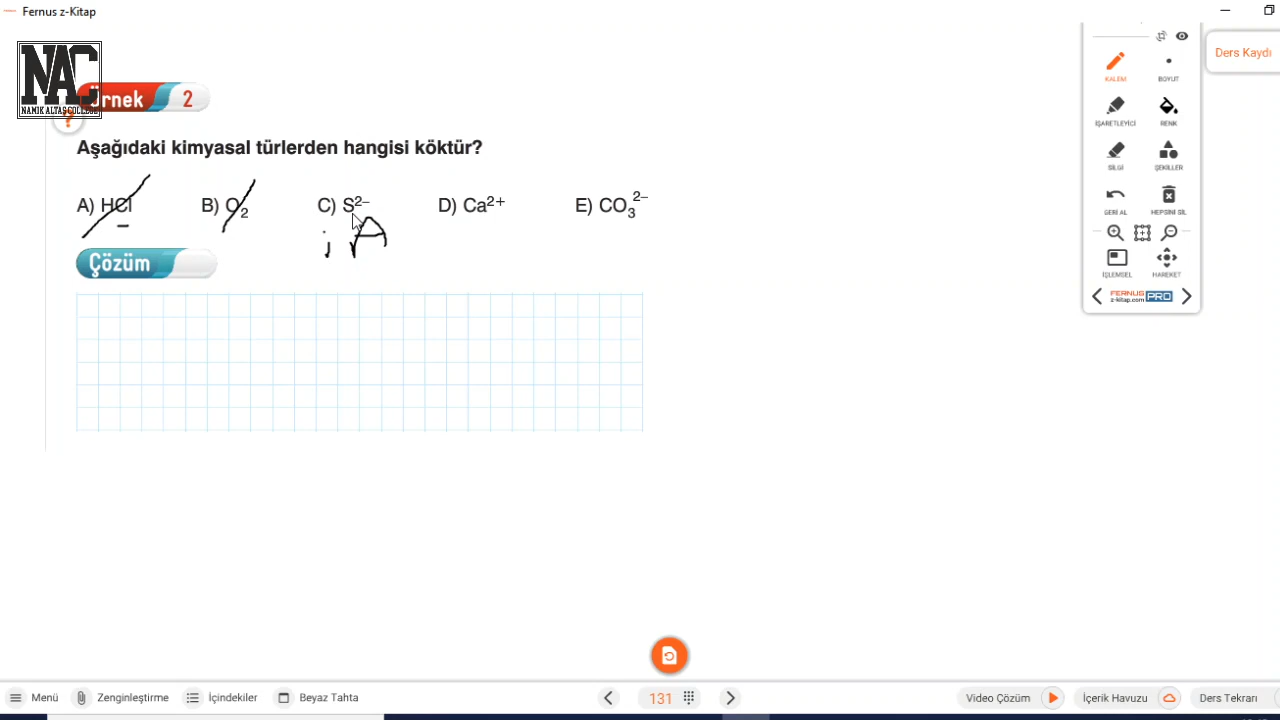 Fernus z-Kitap
NAC
NAMIK ALTAS COLLEGE
Örnek 2
?
Aşağıdaki kimyasal türlerden hangisi köktür?
A) HCl B) O₂ C) S²⁻ D) Ca²⁺ E) CO₃²⁻
Çözüm
Ders Kaydı
KALEM BOYUT
İŞARETLEYİCİ RENK
SİLGİ ŞEKİLLER
GERİ AL HEPSİNİ SİL
İŞLEMSEL HAREKET
FERNUS
z-kitap.com PRO
Menü Zenginleştirme İçindekiler Beyaz Tahta 131 Video Çözüm İçerik Havuzu Ders Tekrarı